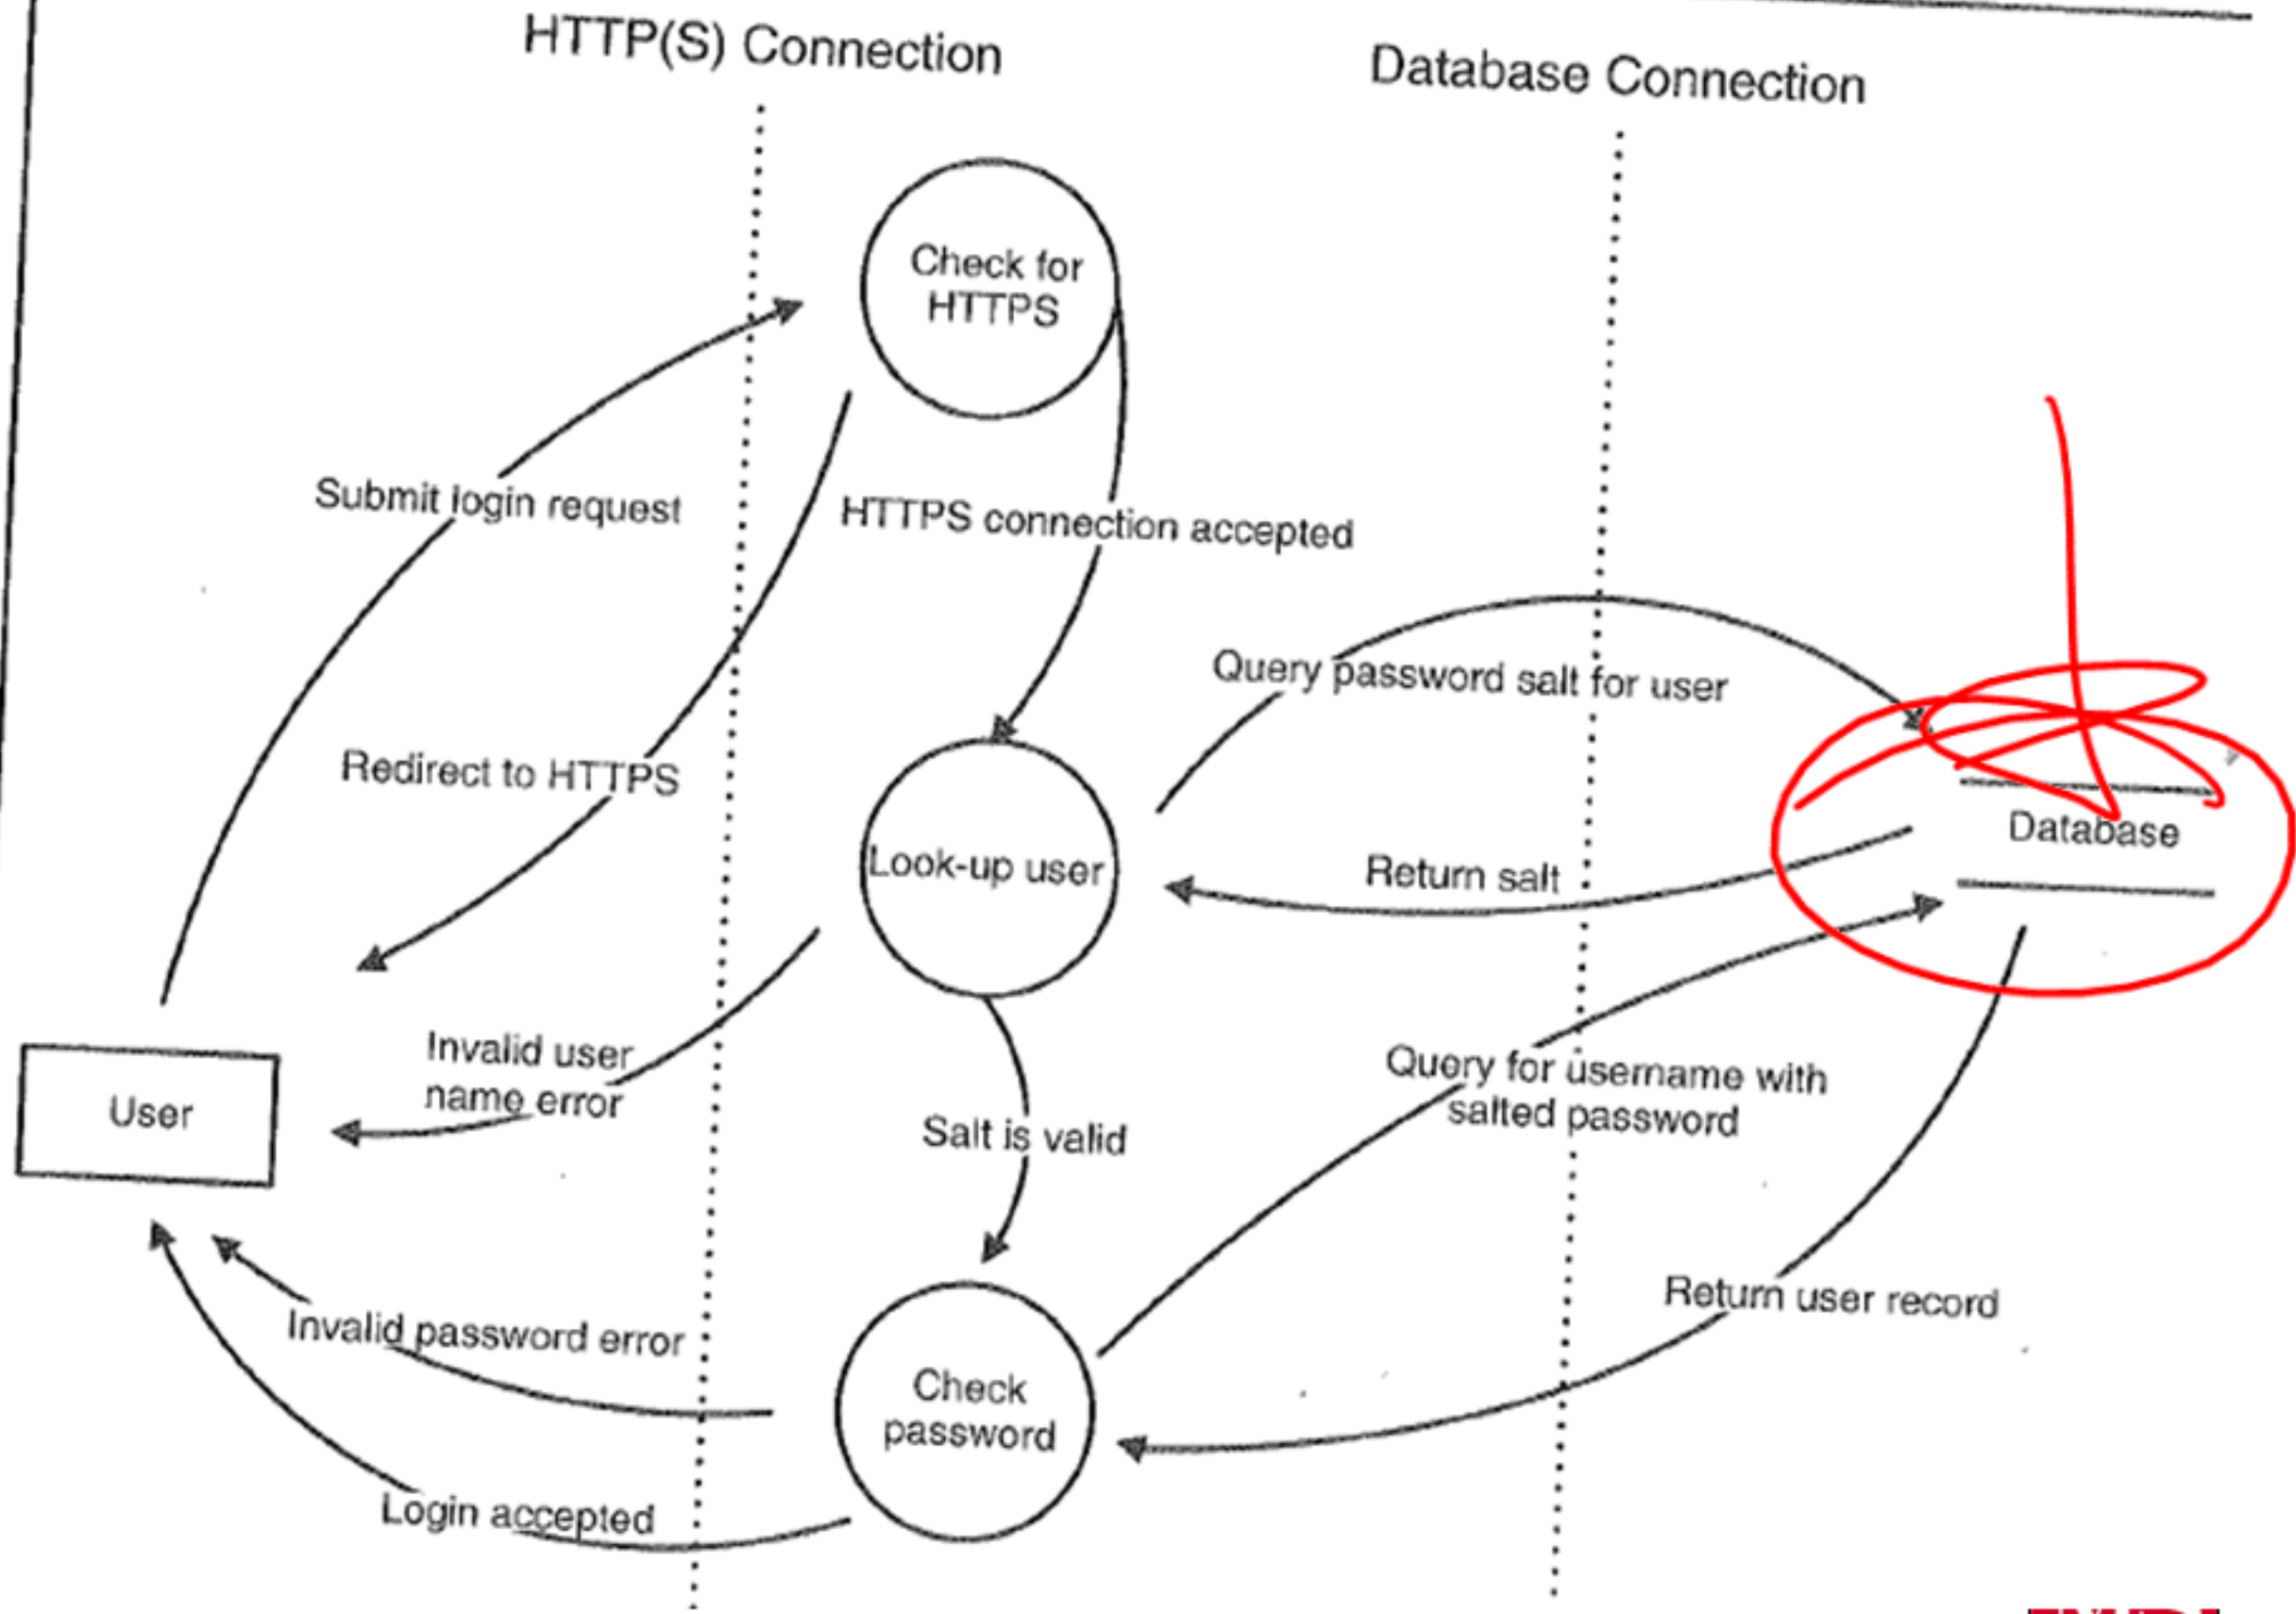 HTTP(S) Connection
Database Connection
Check for
HTTPS
Submit login request
HTTPS connection accepted
Query password salt for user
Redirect to HTTPS
Database
Look-up user
Return salt
Invalid user
name error
User
Query for username with
salted password
Salt is valid
Return user record
Invalid password error
Check
password
Login accepted